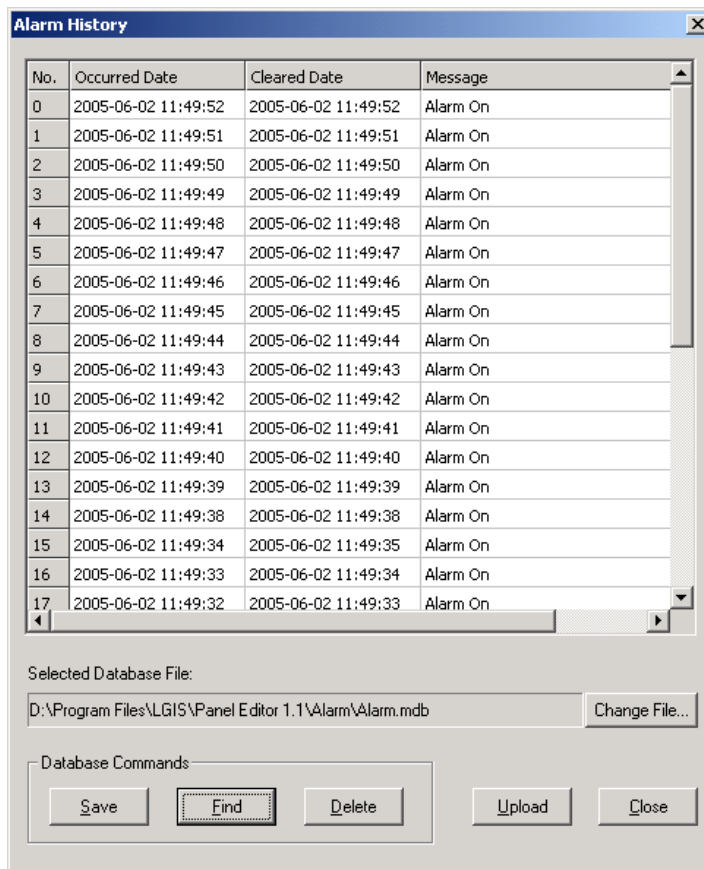 Alarm History
No. Occurred Date Cleared Date Message
0 2005-06-02 11:49:52 2005-06-02 11:49:52 Alarm On
1 2005-06-02 11:49:51 2005-06-02 11:49:51 Alarm On
2 2005-06-02 11:49:50 2005-06-02 11:49:50 Alarm On
3 2005-06-02 11:49:49 2005-06-02 11:49:49 Alarm On
4 2005-06-02 11:49:48 2005-06-02 11:49:48 Alarm On
5 2005-06-02 11:49:47 2005-06-02 11:49:47 Alarm On
6 2005-06-02 11:49:46 2005-06-02 11:49:46 Alarm On
7 2005-06-02 11:49:45 2005-06-02 11:49:45 Alarm On
8 2005-06-02 11:49:44 2005-06-02 11:49:44 Alarm On
9 2005-06-02 11:49:43 2005-06-02 11:49:43 Alarm On
10 2005-06-02 11:49:42 2005-06-02 11:49:42 Alarm On
11 2005-06-02 11:49:41 2005-06-02 11:49:41 Alarm On
12 2005-06-02 11:49:40 2005-06-02 11:49:40 Alarm On
13 2005-06-02 11:49:39 2005-06-02 11:49:39 Alarm On
14 2005-06-02 11:49:38 2005-06-02 11:49:38 Alarm On
15 2005-06-02 11:49:34 2005-06-02 11:49:35 Alarm On
16 2005-06-02 11:49:33 2005-06-02 11:49:34 Alarm On
17 2005-06-02 11:49:32 2005-06-02 11:49:33 Alarm On
Selected Database File:
D:\Program Files\LGIS\Panel Editor 1.1\Alarm\Alarm.mdb Change File...
Database Commands
Save Find Delete Upload Close